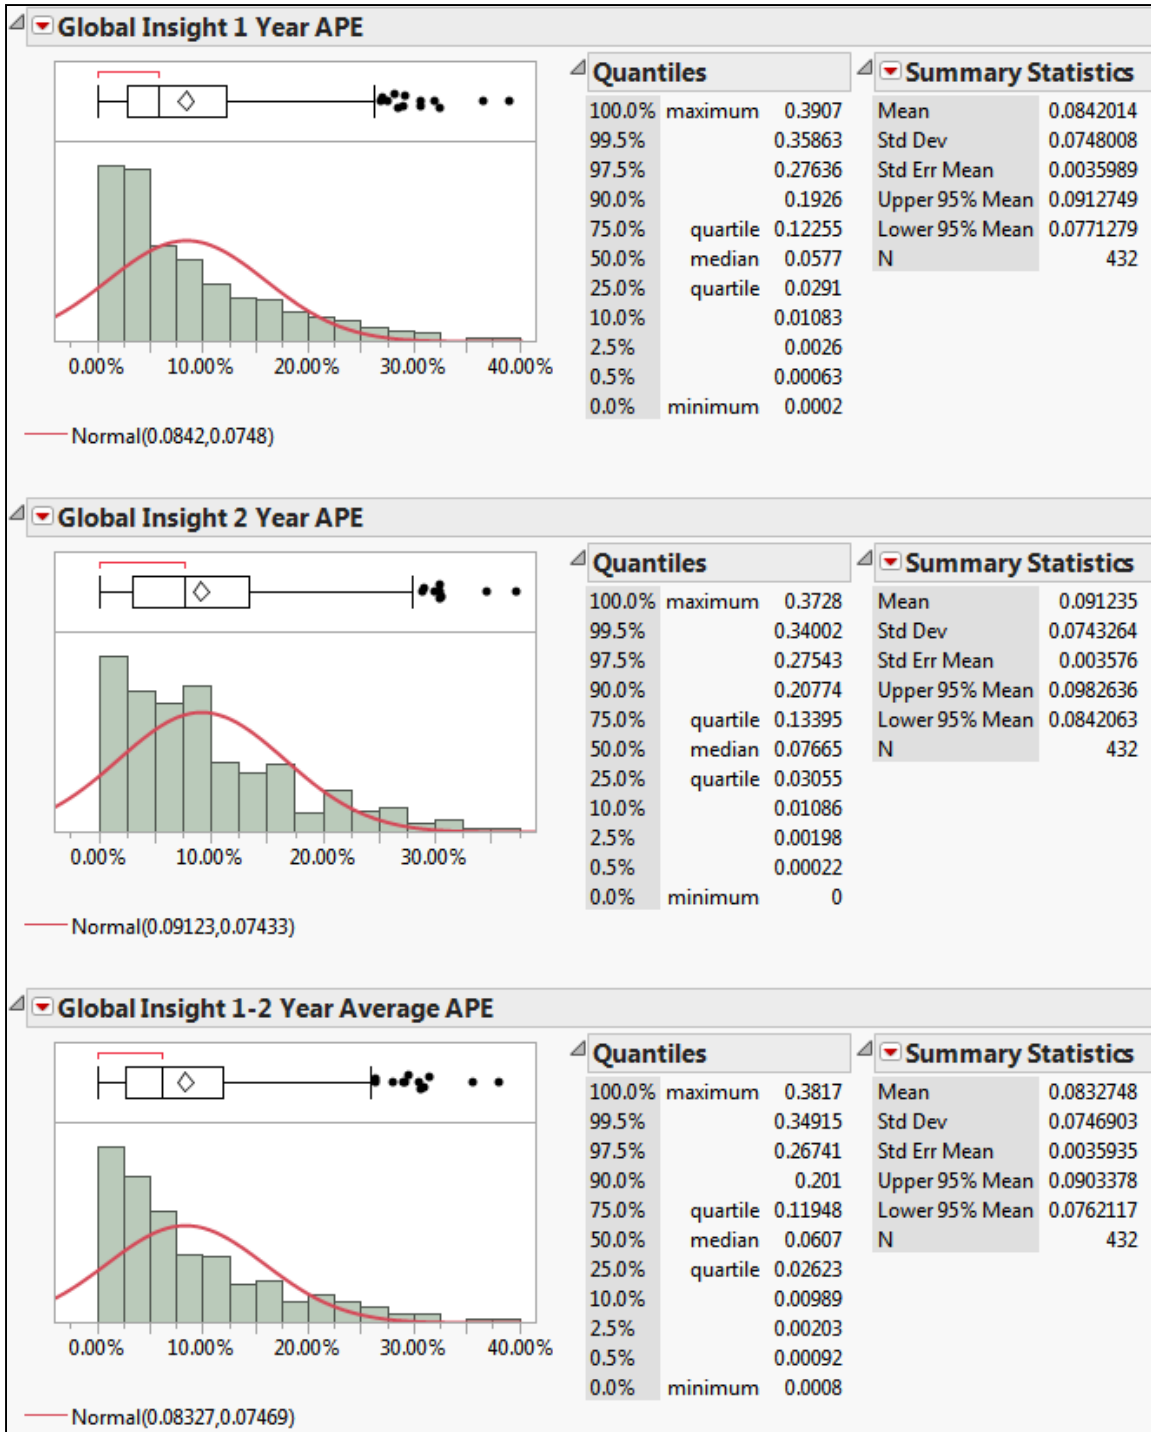 Global Insight 1 Year APE
Quantiles
100.0% maximum 0.3907
99.5% 0.35863
97.5% 0.27636
90.0% 0.1926
75.0% quartile 0.12255
50.0% median 0.0577
25.0% quartile 0.0291
10.0% 0.01083
2.5% 0.0026
0.5% 0.00063
0.0% minimum 0.0002
Summary Statistics
Mean 0.0842014
Std Dev 0.0748008
Std Err Mean 0.0035989
Upper 95% Mean 0.0912749
Lower 95% Mean 0.0771279
N 432
0.00% 10.00% 20.00% 30.00% 40.00%
Normal(0.0842,0.0748)
Global Insight 2 Year APE
Quantiles
100.0% maximum 0.3728
99.5% 0.34002
97.5% 0.27543
90.0% 0.20774
75.0% quartile 0.13395
50.0% median 0.07665
25.0% quartile 0.03055
10.0% 0.01086
2.5% 0.00198
0.5% 0.00022
0.0% minimum 0
Summary Statistics
Mean 0.091235
Std Dev 0.0743264
Std Err Mean 0.003576
Upper 95% Mean 0.0982636
Lower 95% Mean 0.0842063
N 432
0.00% 10.00% 20.00% 30.00%
Normal(0.09123,0.07433)
Global Insight 1-2 Year Average APE
Quantiles
100.0% maximum 0.3817
99.5% 0.34915
97.5% 0.26741
90.0% 0.201
75.0% quartile 0.11948
50.0% median 0.0607
25.0% quartile 0.02623
10.0% 0.00989
2.5% 0.00203
0.5% 0.00092
0.0% minimum 0.0008
Summary Statistics
Mean 0.0832748
Std Dev 0.0746903
Std Err Mean 0.0035935
Upper 95% Mean 0.0903378
Lower 95% Mean 0.0762117
N 432
0.00% 10.00% 20.00% 30.00% 40.00%
Normal(0.08327,0.07469)